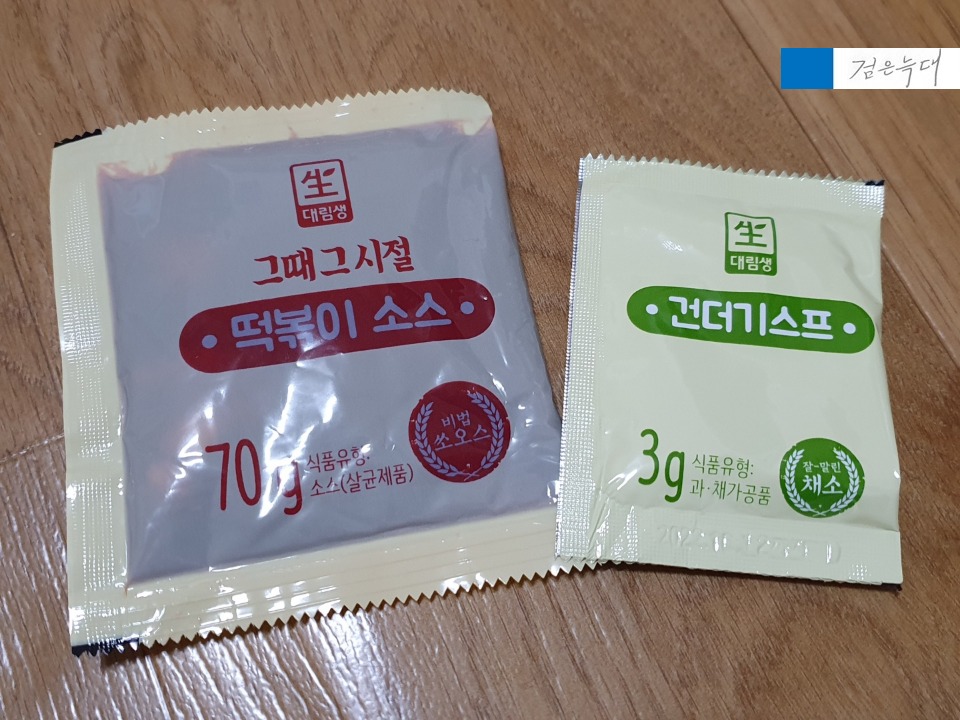 검은늑대
生
대림생
그때 그 시절
떡볶이 소스
비법
쏘오스
70g
식품유형:
소스(살균제품)
生
대림생
건더기스프
3g
식품유형:
과·채가공품
잘-말린
채소